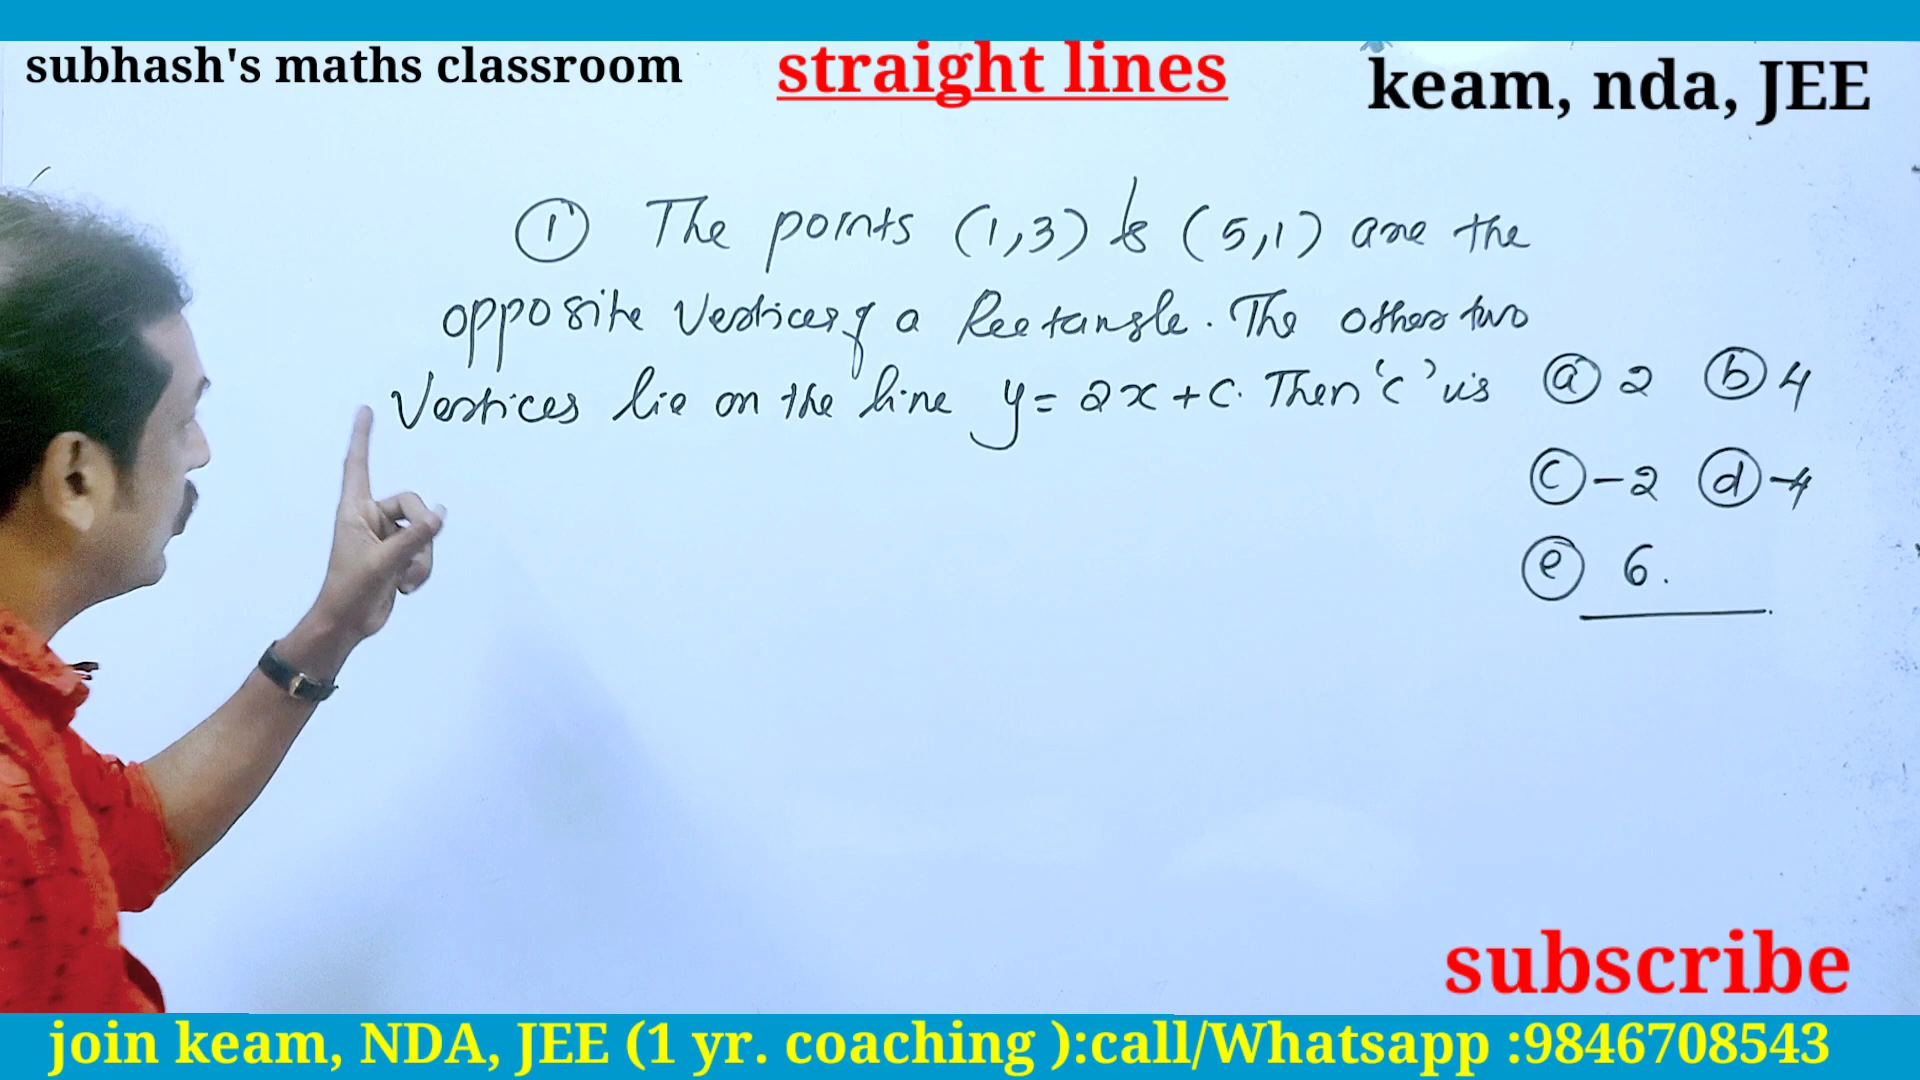 subhash's maths classroom
straight lines
keam, nda, JEE
① The points (1,3) & (5,1) are the
opposite vertices of a Rectangle. The other two
vertices lie on the line y = 2x + c. Then 'c' is
ⓐ 2 ⓑ 4
ⓒ -2 ⓓ -4
ⓔ 6.
subscribe
join keam, NDA, JEE (1 yr. coaching ):call/Whatsapp :9846708543